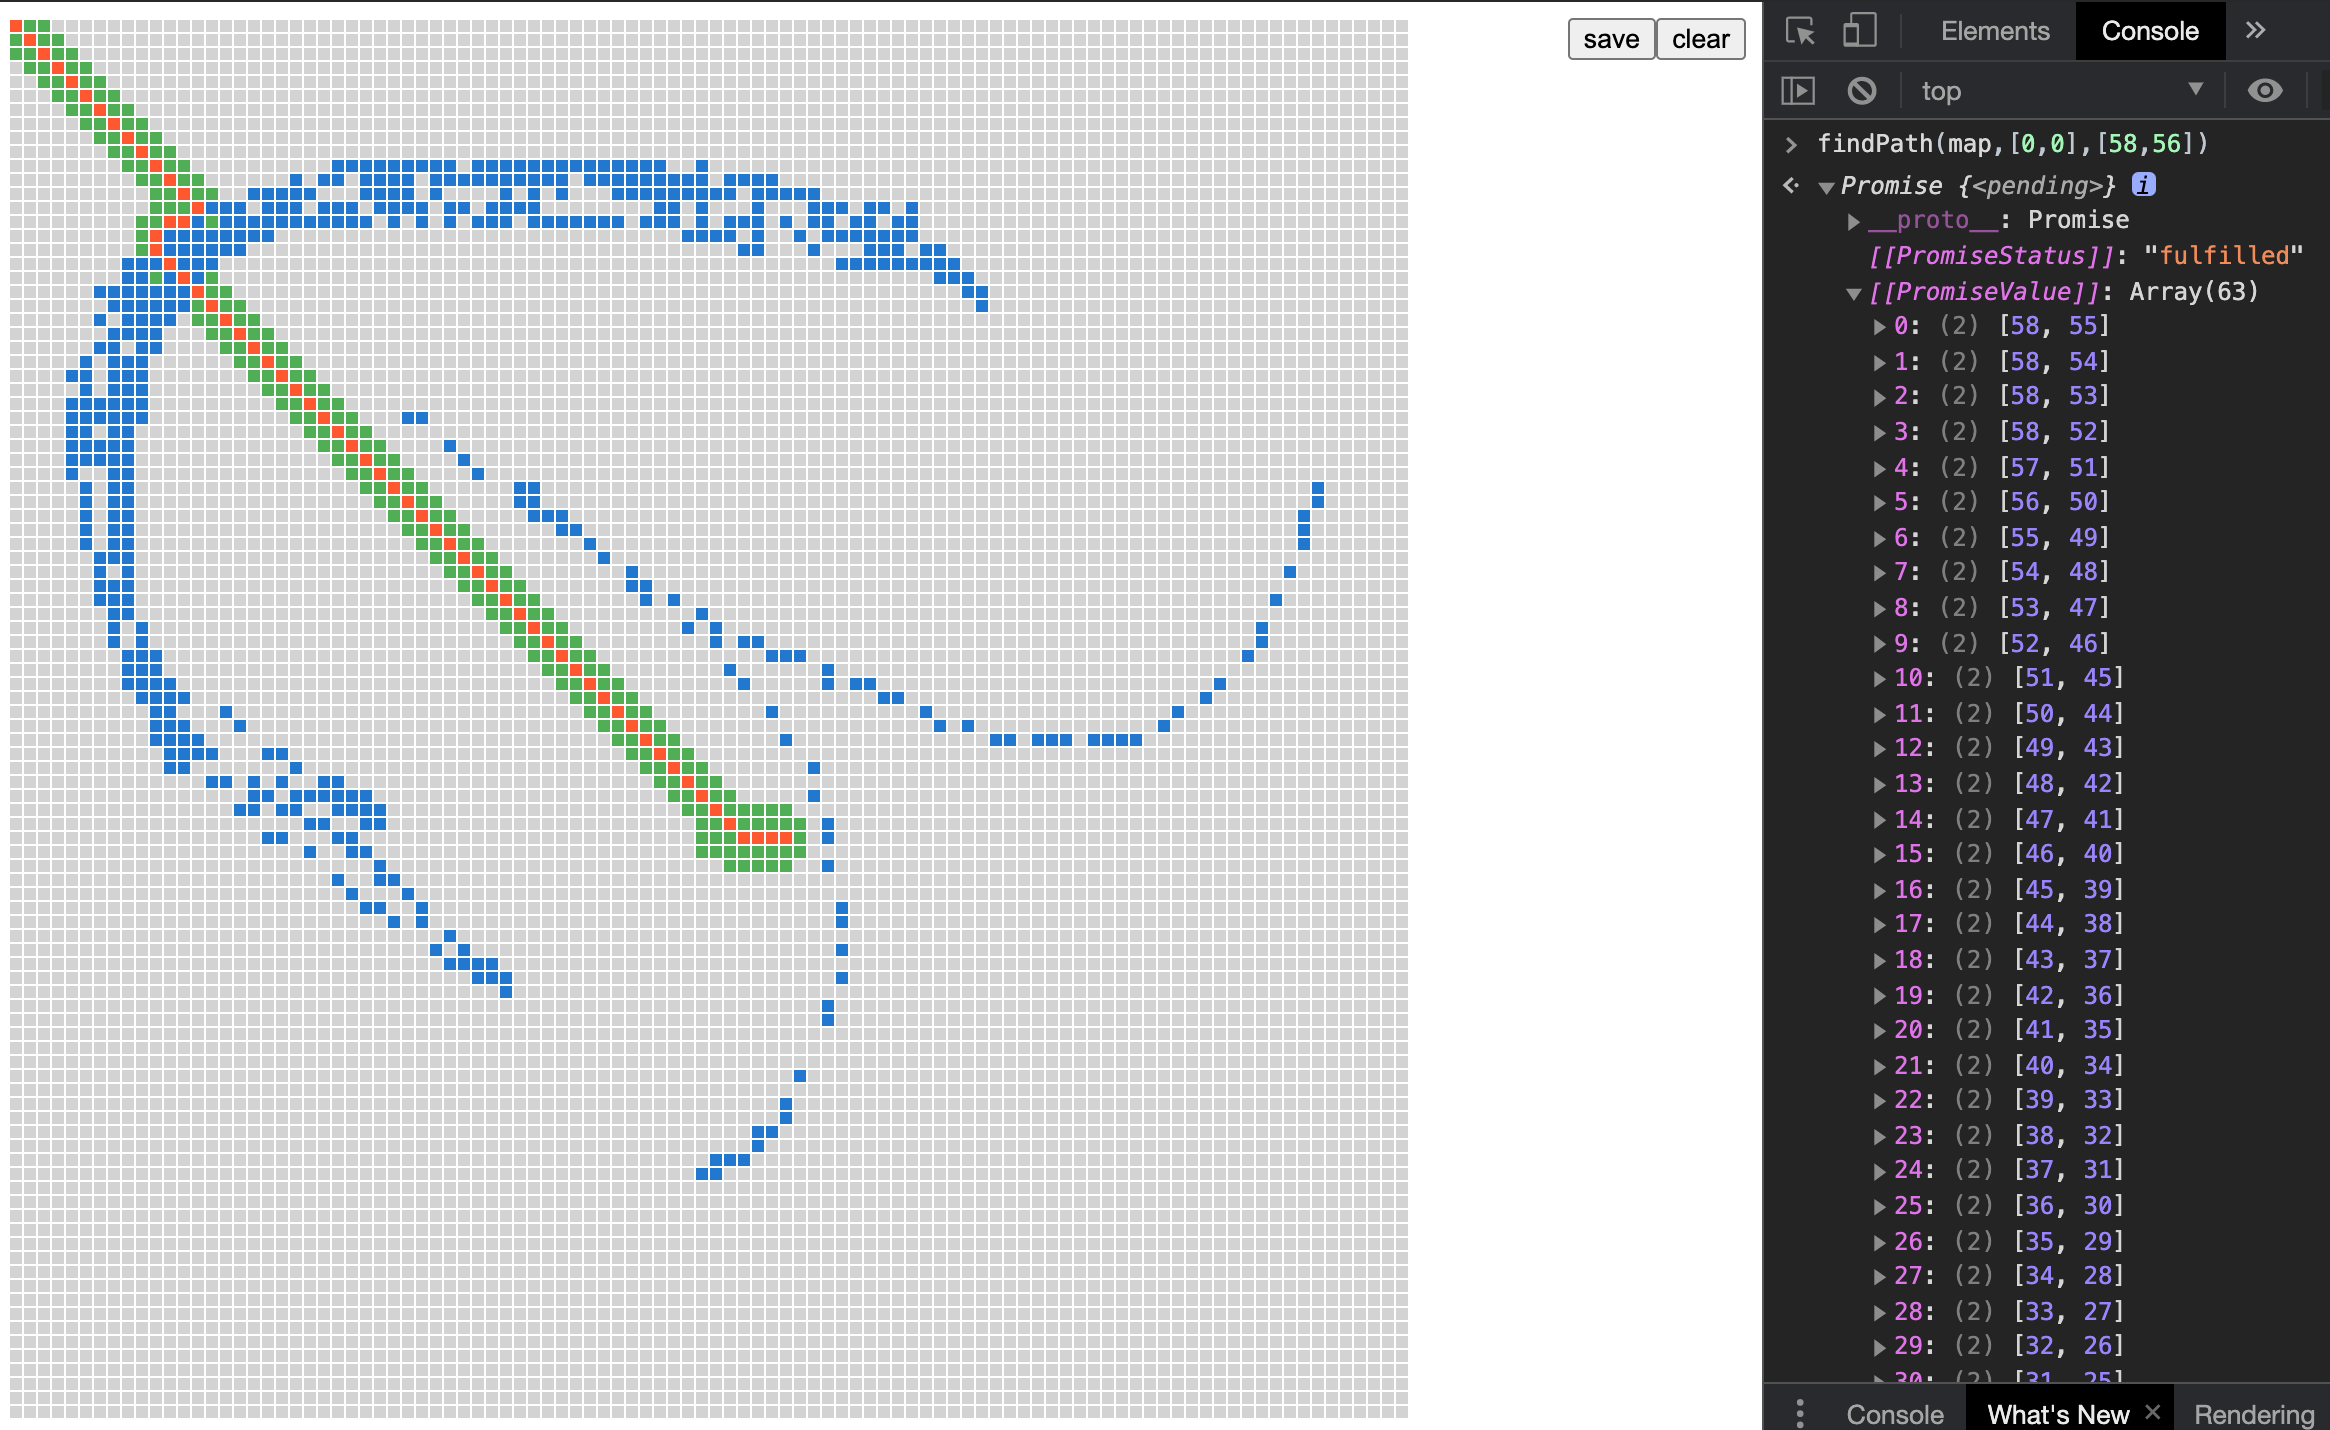 save clear
Elements Console »
top
> findPath(map,[0,0],[58,56])
Promise {<pending>} i
__proto__: Promise
[[PromiseStatus]]: "fulfilled"
[[PromiseValue]]: Array(63)
0: (2) [58, 55]
1: (2) [58, 54]
2: (2) [58, 53]
3: (2) [58, 52]
4: (2) [57, 51]
5: (2) [56, 50]
6: (2) [55, 49]
7: (2) [54, 48]
8: (2) [53, 47]
9: (2) [52, 46]
10: (2) [51, 45]
11: (2) [50, 44]
12: (2) [49, 43]
13: (2) [48, 42]
14: (2) [47, 41]
15: (2) [46, 40]
16: (2) [45, 39]
17: (2) [44, 38]
18: (2) [43, 37]
19: (2) [42, 36]
20: (2) [41, 35]
21: (2) [40, 34]
22: (2) [39, 33]
23: (2) [38, 32]
24: (2) [37, 31]
25: (2) [36, 30]
26: (2) [35, 29]
27: (2) [34, 28]
28: (2) [33, 27]
29: (2) [32, 26]
30: (2) [31, 25]
Console What's New × Rendering